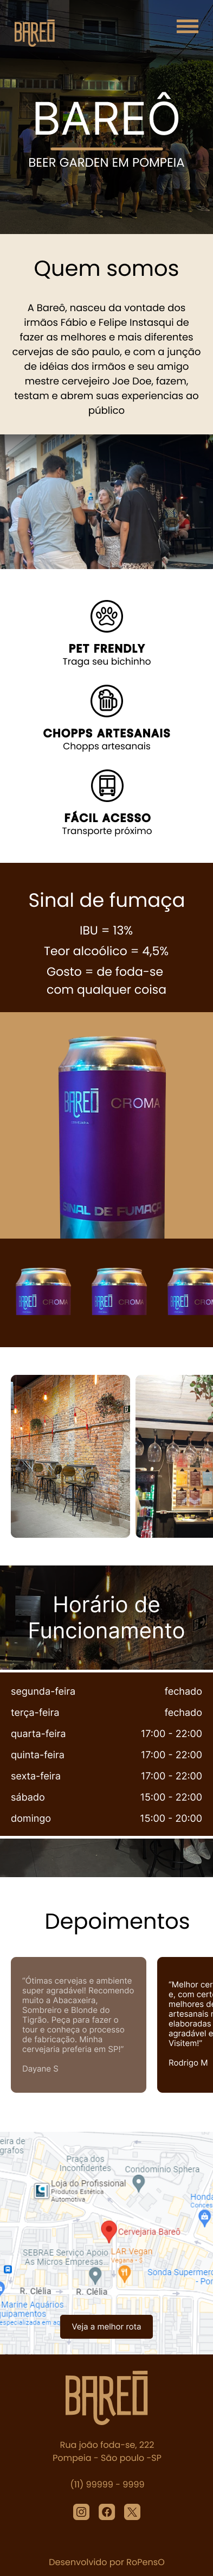 BAREÔ
BAREÔ
BEER GARDEN EM POMPEIA
Quem somos
A Bareô, nasceu da vontade dos
irmãos Fábio e Felipe Instasqui de
fazer as melhores e mais diferentes
cervejas de são paulo, e com a junção
de idéias dos irmãos e seu amigo
mestre cervejeiro Joe Doe, fazem,
testam e abrem suas experiencias ao
público
PET FRENDLY
Traga seu bichinho
CHOPPS ARTESANAIS
Chopps artesanais
FÁCIL ACESSO
Transporte próximo
Sinal de fumaça
IBU = 13%
Teor alcoólico = 4,5%
Gosto = de foda-se
com qualquer coisa
BAREÔ CROMA
SINAL DE FUMAÇA
BAREÔ CROMA
BAREÔ CROMA
BAREÔ CROMA
Horário de
Funcionamento
segunda-feira fechado
terça-feira fechado
quarta-feira 17:00 - 22:00
quinta-feira 17:00 - 22:00
sexta-feira 17:00 - 22:00
sábado 15:00 - 22:00
domingo 15:00 - 20:00
Depoimentos
"Ótimas cervejas e ambiente
super agradável! Recomendo
muito a Abacaxeira,
Sombreiro e Blonde do
Tigrão. Peça para fazer o
tour e conheça o processo
de fabricação. Minha
cervejaria preferia em SP!"
Dayane S
"Melhor cer
e, com cert
melhores de
artesanais n
elaboradas
agradável e
Visitem!"
Rodrigo M
eira de
grafos
Praça dos
Inconfidentes
Condomínio Sphera
Loja do Profissional
Produtos Estética
Automotiva
Honda
Conces
Cervejaria Bareô
SEBRAE Serviço Apoio
As Micros Empresas...
LAR Vegan
Vegana
Sonda Supermerc
- Por
R. Clélia
R. Clélia
Marine Aquários
quipamentos
especializada em aq
Veja a melhor rota
BAREÔ
Rua joão foda-se, 222
Pompeia - São poulo -SP
(11) 99999 - 9999
Desenvolvido por RoPensO